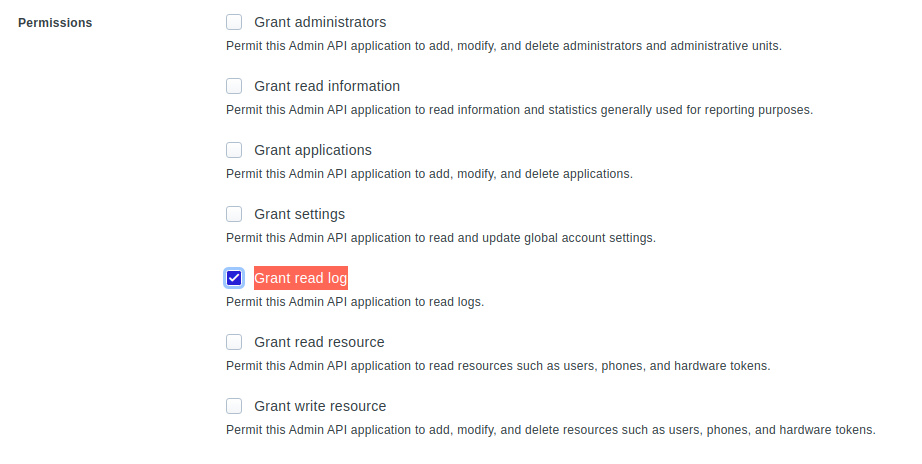 Permissions
Grant administrators
Permit this Admin API application to add, modify, and delete administrators and administrative units.
Grant read information
Permit this Admin API application to read information and statistics generally used for reporting purposes.
Grant applications
Permit this Admin API application to add, modify, and delete applications.
Grant settings
Permit this Admin API application to read and update global account settings.
Grant read log
Permit this Admin API application to read logs.
Grant read resource
Permit this Admin API application to read resources such as users, phones, and hardware tokens.
Grant write resource
Permit this Admin API application to add, modify, and delete resources such as users, phones, and hardware tokens.